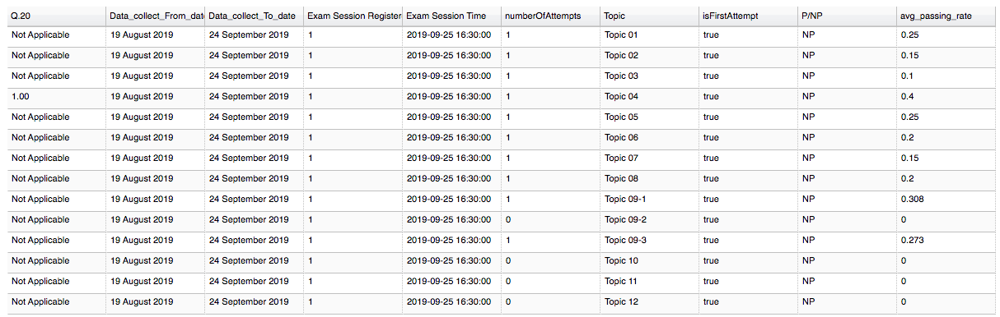 Q.20 Data_collect_From_dat Data_collect_To_date Exam Session Register Exam Session Time numberOfAttempts Topic isFirstAttempt P/NP avg_passing_rate
Not Applicable 19 August 2019 24 September 2019 1 2019-09-25 16:30:00 1 Topic 01 true NP 0.25
Not Applicable 19 August 2019 24 September 2019 1 2019-09-25 16:30:00 1 Topic 02 true NP 0.15
Not Applicable 19 August 2019 24 September 2019 1 2019-09-25 16:30:00 1 Topic 03 true NP 0.1
1.00 19 August 2019 24 September 2019 1 2019-09-25 16:30:00 1 Topic 04 true NP 0.4
Not Applicable 19 August 2019 24 September 2019 1 2019-09-25 16:30:00 1 Topic 05 true NP 0.25
Not Applicable 19 August 2019 24 September 2019 1 2019-09-25 16:30:00 1 Topic 06 true NP 0.2
Not Applicable 19 August 2019 24 September 2019 1 2019-09-25 16:30:00 1 Topic 07 true NP 0.15
Not Applicable 19 August 2019 24 September 2019 1 2019-09-25 16:30:00 1 Topic 08 true NP 0.2
Not Applicable 19 August 2019 24 September 2019 1 2019-09-25 16:30:00 1 Topic 09-1 true NP 0.308
Not Applicable 19 August 2019 24 September 2019 1 2019-09-25 16:30:00 0 Topic 09-2 true NP 0
Not Applicable 19 August 2019 24 September 2019 1 2019-09-25 16:30:00 1 Topic 09-3 true NP 0.273
Not Applicable 19 August 2019 24 September 2019 1 2019-09-25 16:30:00 0 Topic 10 true NP 0
Not Applicable 19 August 2019 24 September 2019 1 2019-09-25 16:30:00 0 Topic 11 true NP 0
Not Applicable 19 August 2019 24 September 2019 1 2019-09-25 16:30:00 0 Topic 12 true NP 0